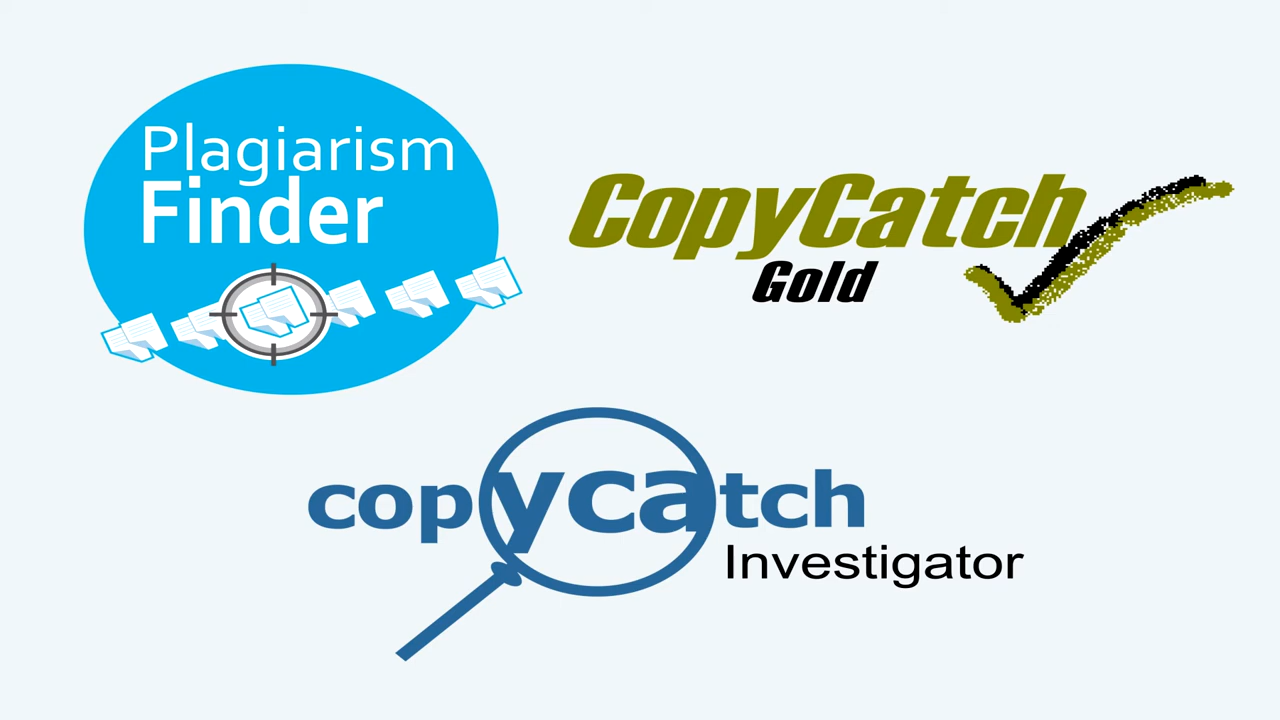 Plagiarism
Finder
CopyCatch
Gold
copycatch
Investigator